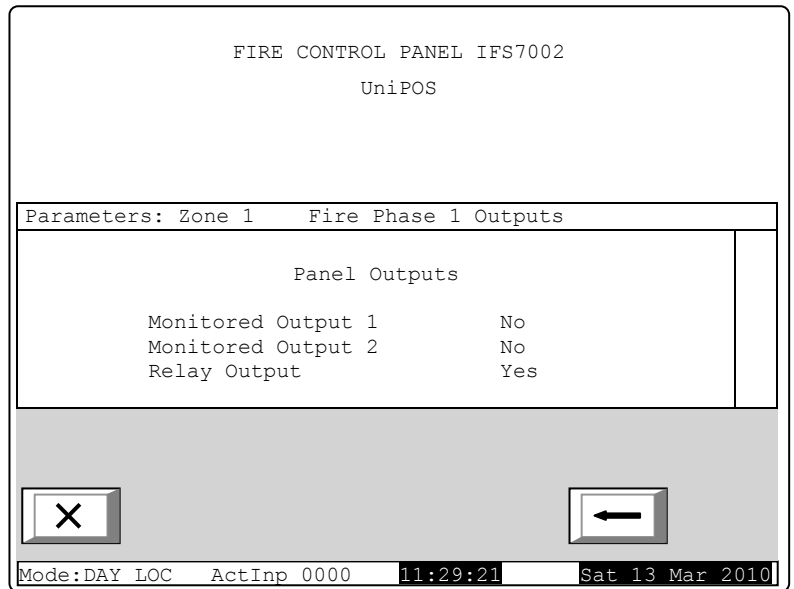 FIRE CONTROL PANEL IFS7002
UniPOS
Parameters: Zone 1 Fire Phase 1 Outputs
Panel Outputs
Monitored Output 1 No
Monitored Output 2 No
Relay Output Yes
Mode:DAY LOC ActInp 0000 11:29:21 Sat 13 Mar 2010